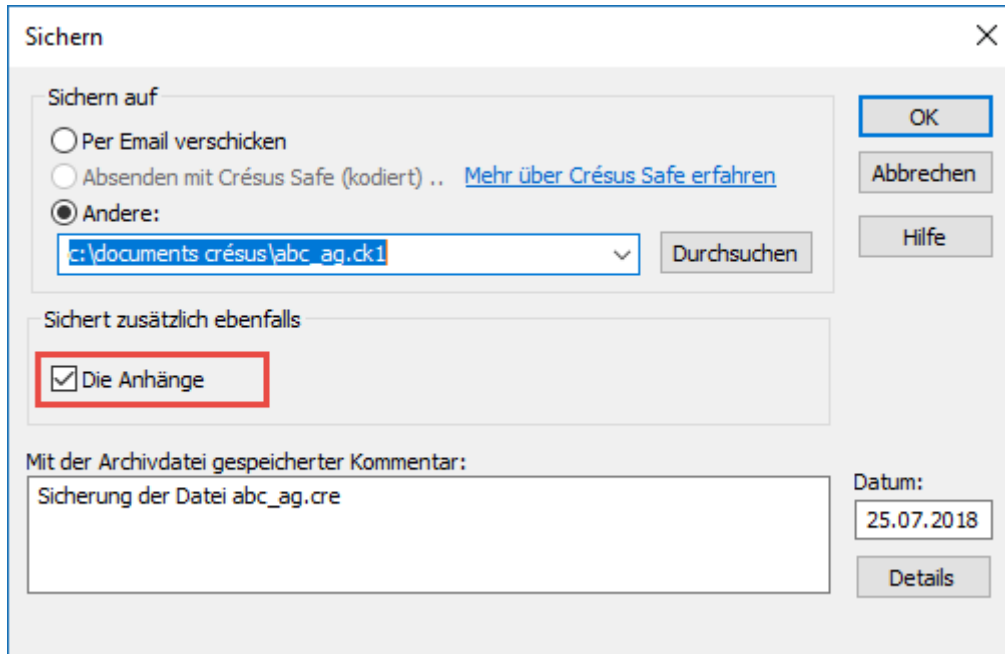 Sichern
Sichern auf
Per Email verschicken
Absenden mit Crésus Safe (kodiert) .. Mehr über Crésus Safe erfahren
Andere:
c:\documents crésus\abc_ag.ck1
Durchsuchen
OK
Abbrechen
Hilfe
Sichert zusätzlich ebenfalls
Die Anhänge
Mit der Archivdatei gespeicherter Kommentar:
Sicherung der Datei abc_ag.cre
Datum:
25.07.2018
Details